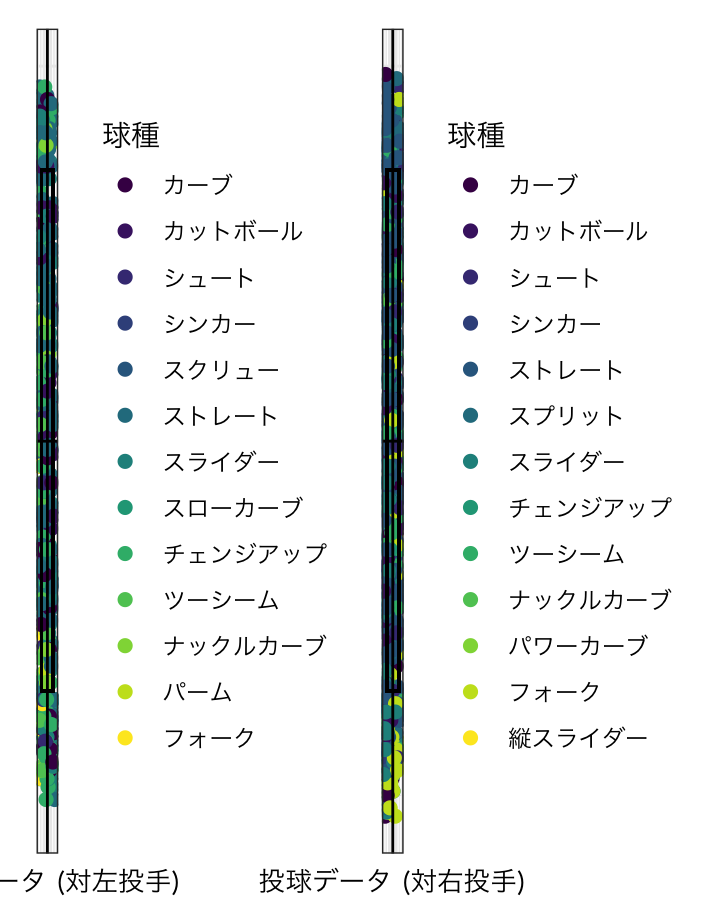 球種
カーブ
カットボール
シュート
シンカー
スクリュー
ストレート
スライダー
スローカーブ
チェンジアップ
ツーシーム
ナックルカーブ
パーム
フォーク
球種
カーブ
カットボール
シュート
シンカー
ストレート
スプリット
スライダー
チェンジアップ
ツーシーム
ナックルカーブ
パワーカーブ
フォーク
縦スライダー
ータ (対左投手)
投球データ (対右投手)